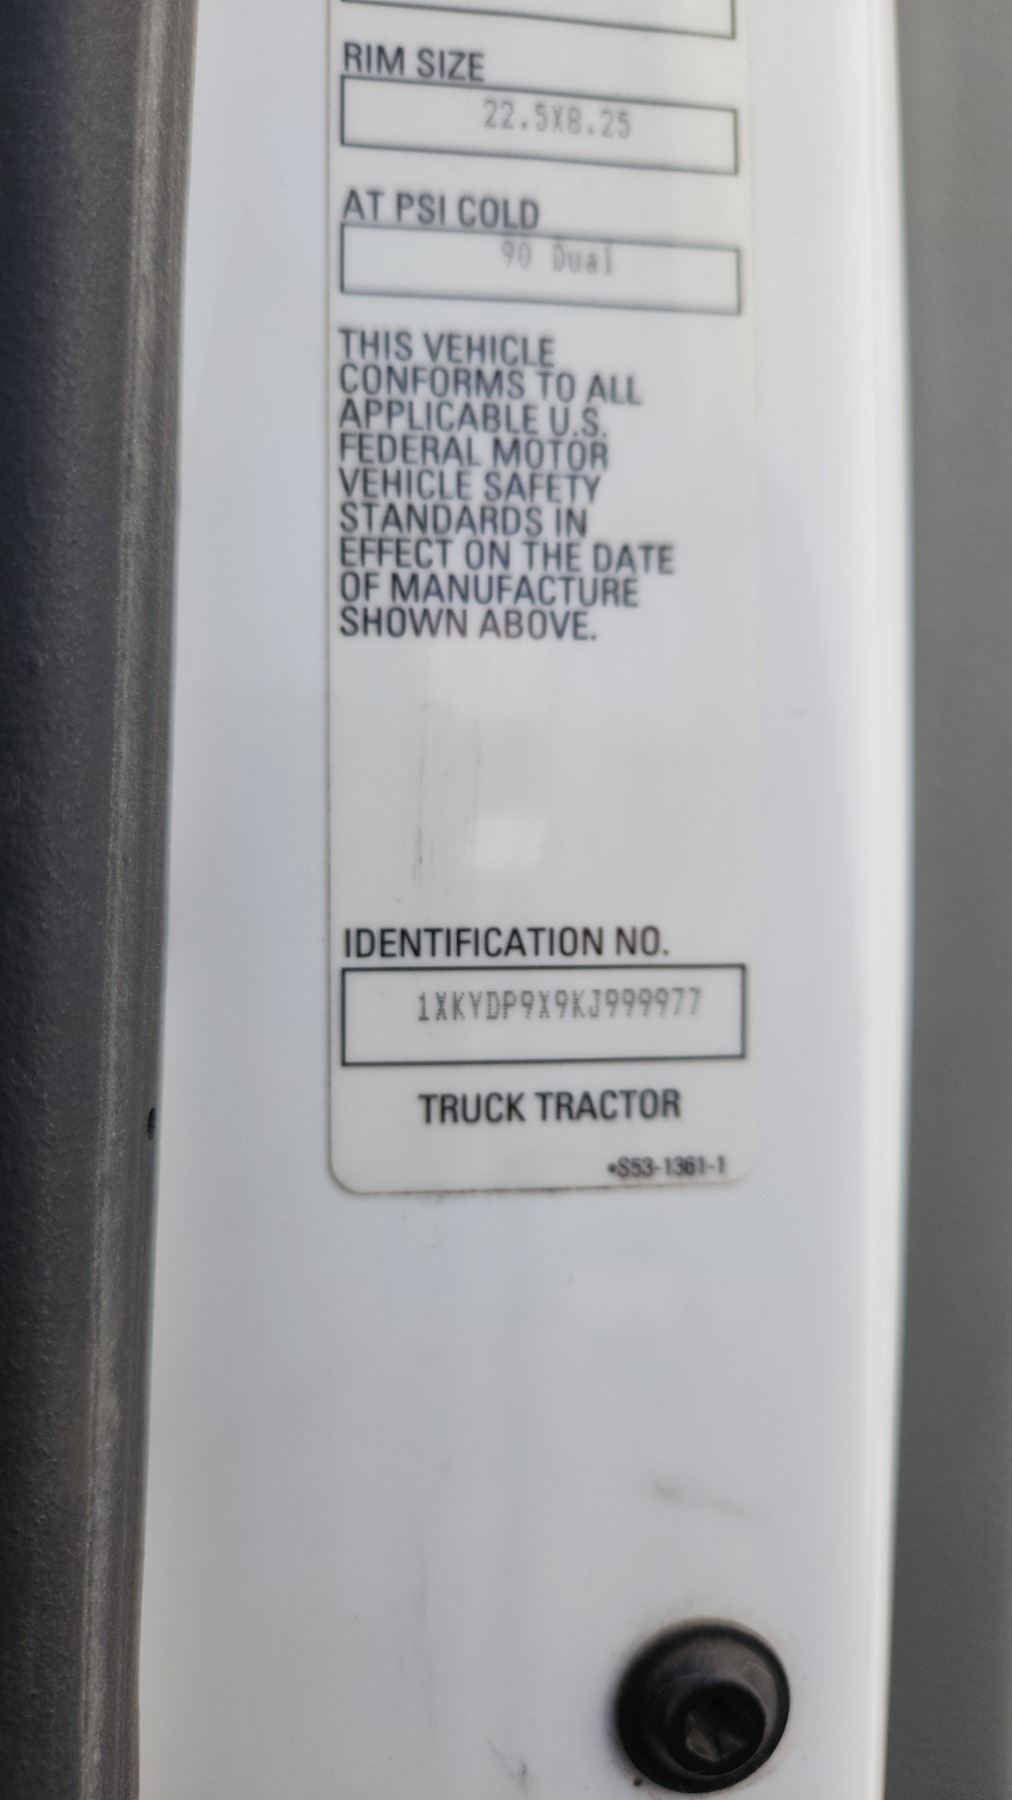 RIM SIZE
22.5X8.25
AT PSI COLD
90 Dual
THIS VEHICLE
CONFORMS TO ALL
APPLICABLE U.S.
FEDERAL MOTOR
VEHICLE SAFETY
STANDARDS IN
EFFECT ON THE DATE
OF MANUFACTURE
SHOWN ABOVE.
IDENTIFICATION NO.
1XKYDP9X9KJ999977
TRUCK TRACTOR
•S53-1361-1